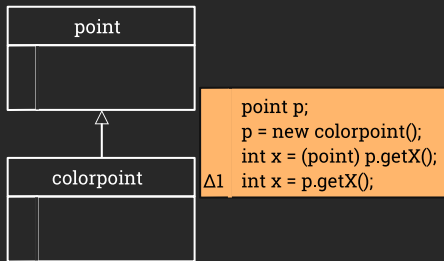 point
point p;
p = new colorpoint();
int x = (point) p.getX();
Δ1 int x = p.getX();
colorpoint